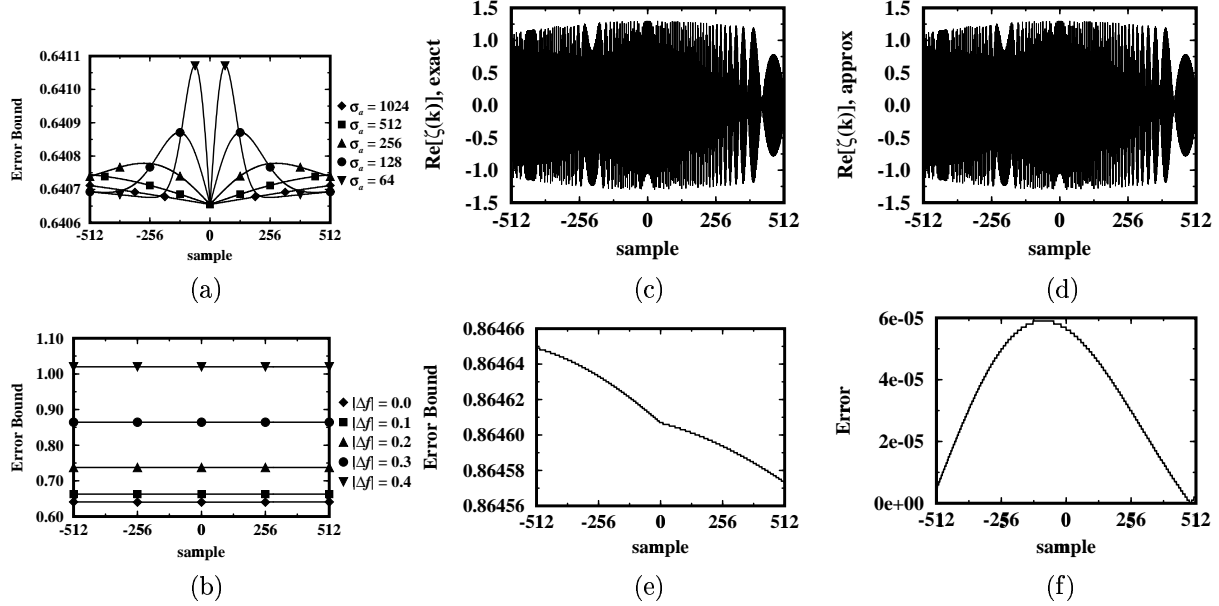 0.6411
0.6410
0.6409
0.6408
0.6407
0.6406
Error Bound
-512
-256
0
256
512
sample
σa = 1024
σa = 512
σa = 256
σa = 128
σa = 64
(a)
1.5
1.0
0.5
0.0
-0.5
-1.0
-1.5
Re[ζ(k)], exact
-512
-256
0
256
512
sample
(c)
1.5
1.0
0.5
0.0
-0.5
-1.0
-1.5
Re[ζ(k)], approx
-512
-256
0
256
512
sample
(d)
1.10
1.00
0.90
0.80
0.70
0.60
Error Bound
-512
-256
0
256
512
sample
|Δf| = 0.0
|Δf| = 0.1
|Δf| = 0.2
|Δf| = 0.3
|Δf| = 0.4
(b)
0.86466
0.86464
0.86462
0.86460
0.86458
0.86456
Error Bound
-512
-256
0
256
512
sample
(e)
6e-05
4e-05
2e-05
0e+00
Error
-512
-256
0
256
512
sample
(f)